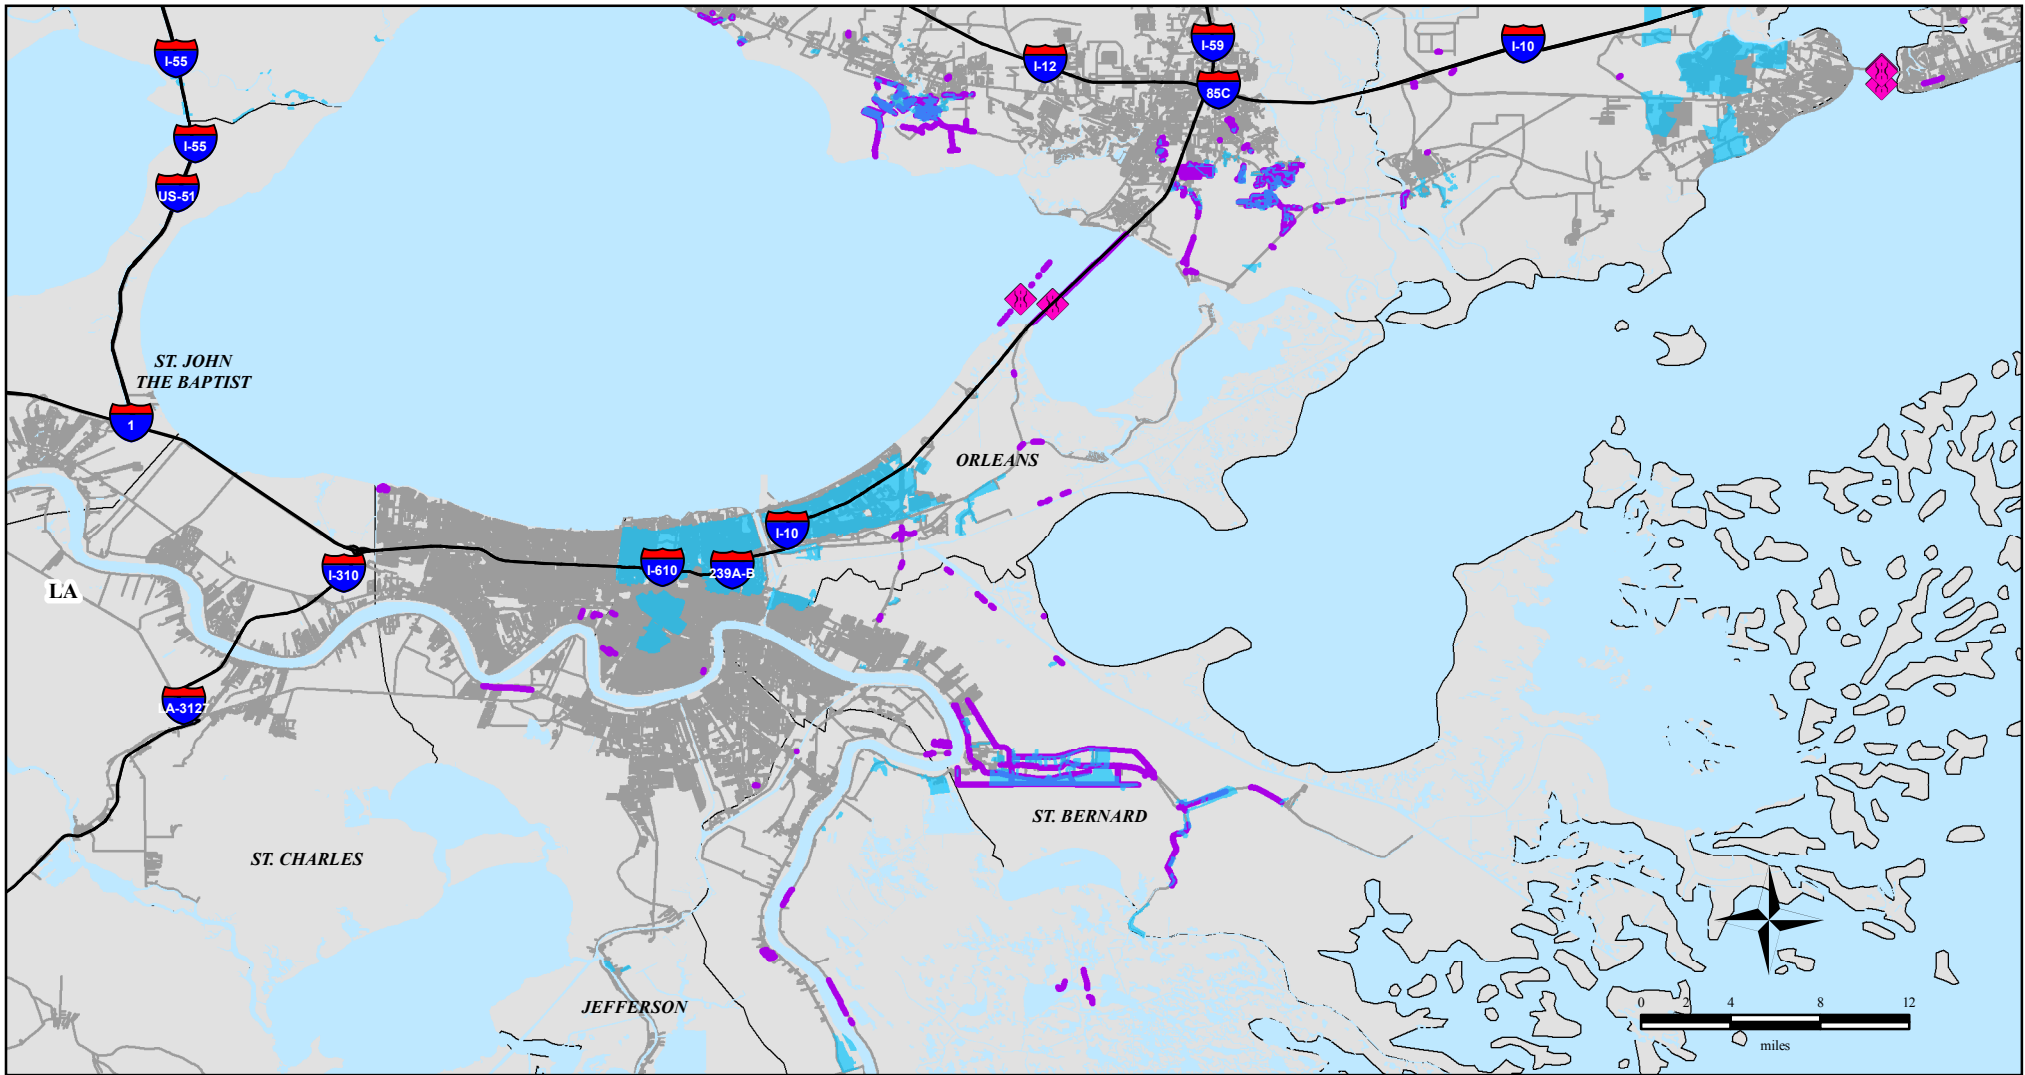 I-55
I-12
I-59
I-10
85C
I-55
US-51
ST. JOHN
THE BAPTIST
1
ORLEANS
I-10
I-610
239A-B
I-310
LA
LA-3127
ST. BERNARD
ST. CHARLES
JEFFERSON
0 2 4 8 12
miles